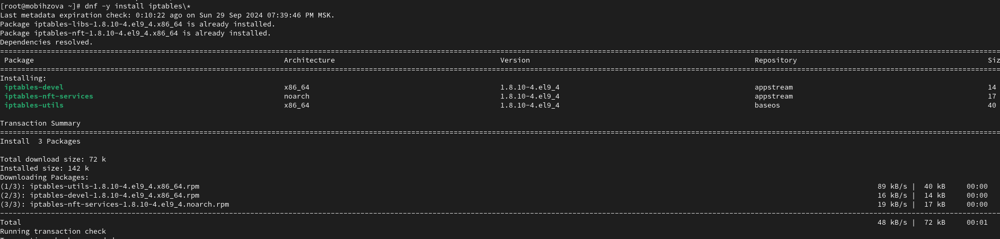 [root@mobihzova ~]# dnf -y install iptables\*
Last metadata expiration check: 0:10:22 ago on Sun 29 Sep 2024 07:39:46 PM MSK.
Package iptables-libs-1.8.10-4.el9_4.x86_64 is already installed.
Package iptables-nft-1.8.10-4.el9_4.x86_64 is already installed.
Dependencies resolved.
Package Architecture Version Repository Siz
Installing:
iptables-devel x86_64 1.8.10-4.el9_4 appstream 14
iptables-nft-services noarch 1.8.10-4.el9_4 appstream 17
iptables-utils x86_64 1.8.10-4.el9_4 baseos 40
Transaction Summary
Install  3 Packages
Total download size: 72 k
Installed size: 142 k
Downloading Packages:
(1/3): iptables-utils-1.8.10-4.el9_4.x86_64.rpm 89 kB/s | 40 kB 00:00
(2/3): iptables-devel-1.8.10-4.el9_4.x86_64.rpm 16 kB/s | 14 kB 00:00
(3/3): iptables-nft-services-1.8.10-4.el9_4.noarch.rpm 19 kB/s | 17 kB 00:00
Total 48 kB/s | 72 kB 00:01
Running transaction check